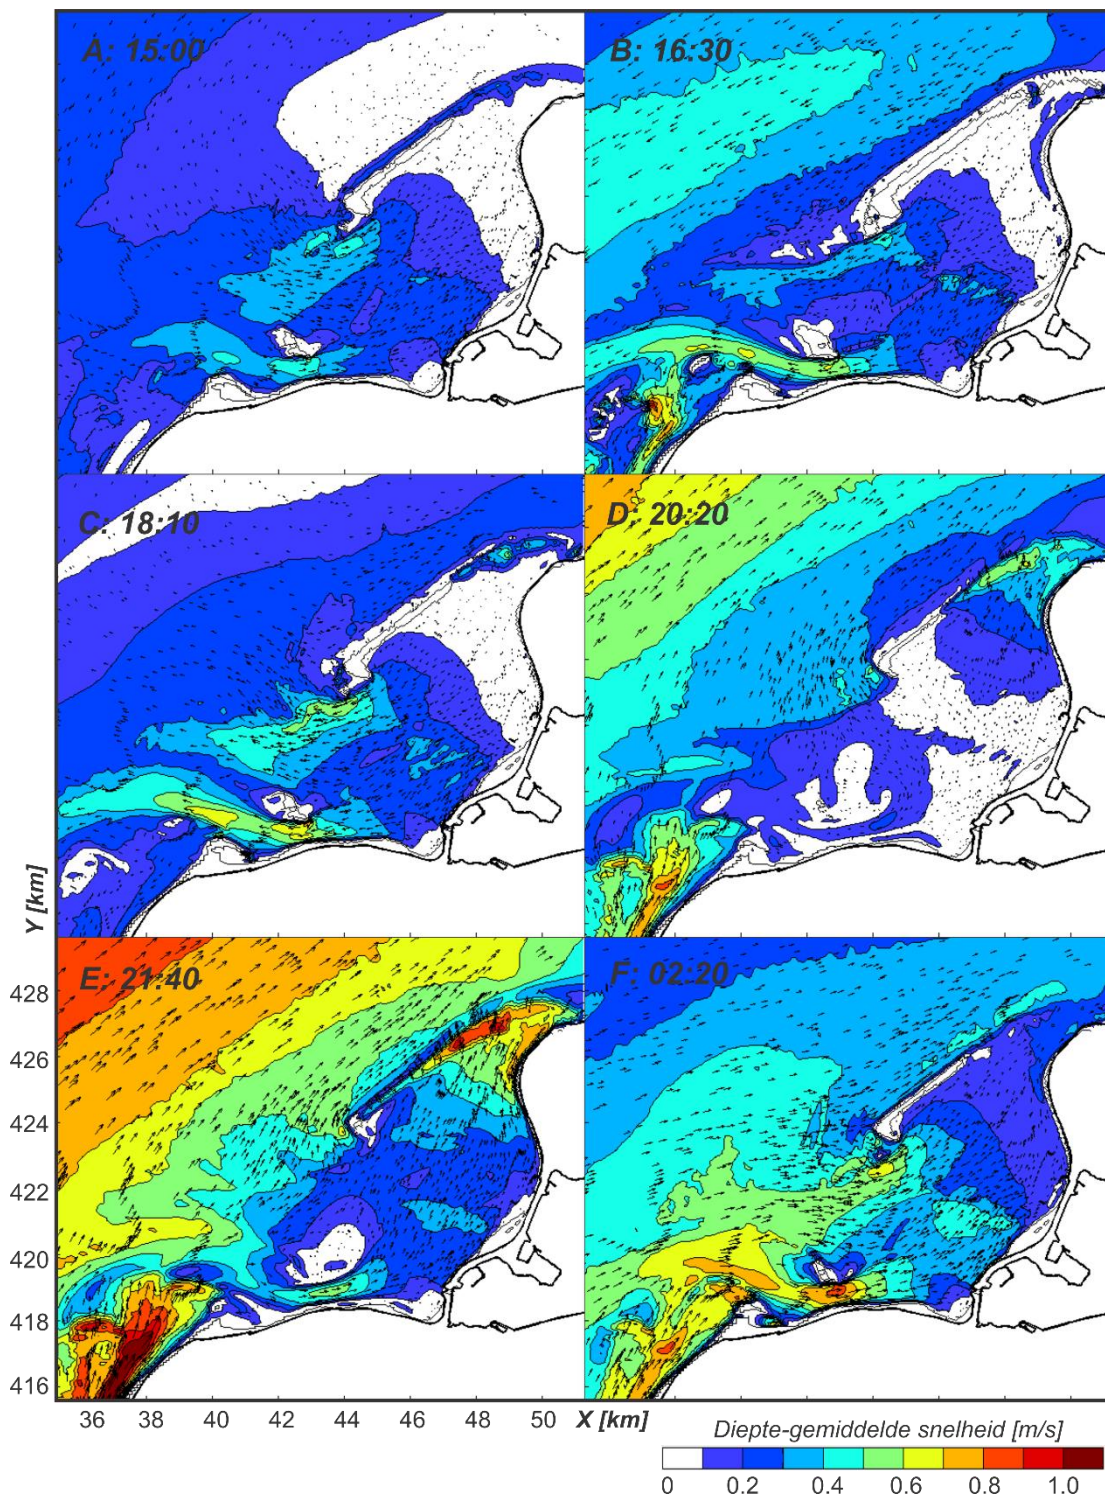 A: 15:00
B: 16:30
C: 18:10
D: 20:20
E: 21:40
F: 02:20
Y [km]
428
426
424
422
420
418
416
36 38 40 42 44 46 48 50 X [km]
Diepte-gemiddelde snelheid [m/s]
0 0.2 0.4 0.6 0.8 1.0